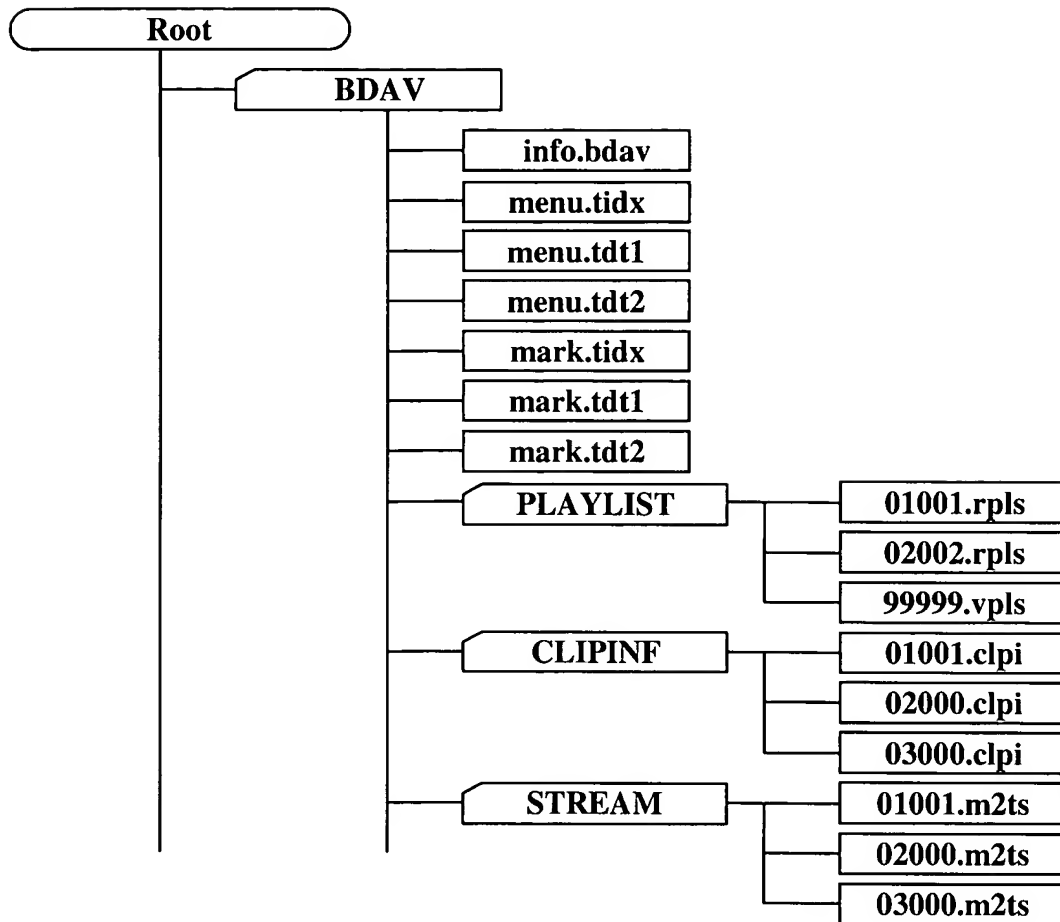 Root
BDAV
info.bdav
menu.tidx
menu.tdt1
menu.tdt2
mark.tidx
mark.tdt1
mark.tdt2
PLAYLIST
01001.rpls
02002.rpls
99999.vpls
CLIPINF
01001.clpi
02000.clpi
03000.clpi
STREAM
01001.m2ts
02000.m2ts
03000.m2ts